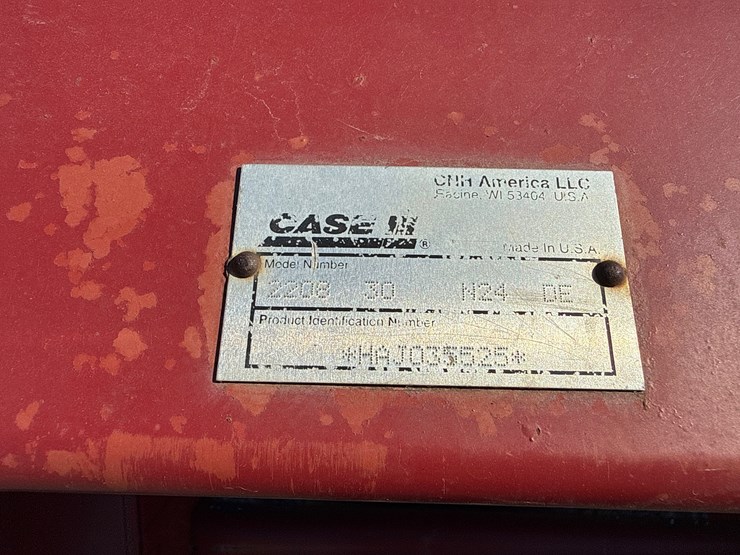 CNH America LLC
Racine, WI 53404 U.S.A.
CASE IH
®
Made In U.S.A.
Model Number
2208 30 N24 DE
Product Identification Number
*HAJ035525*